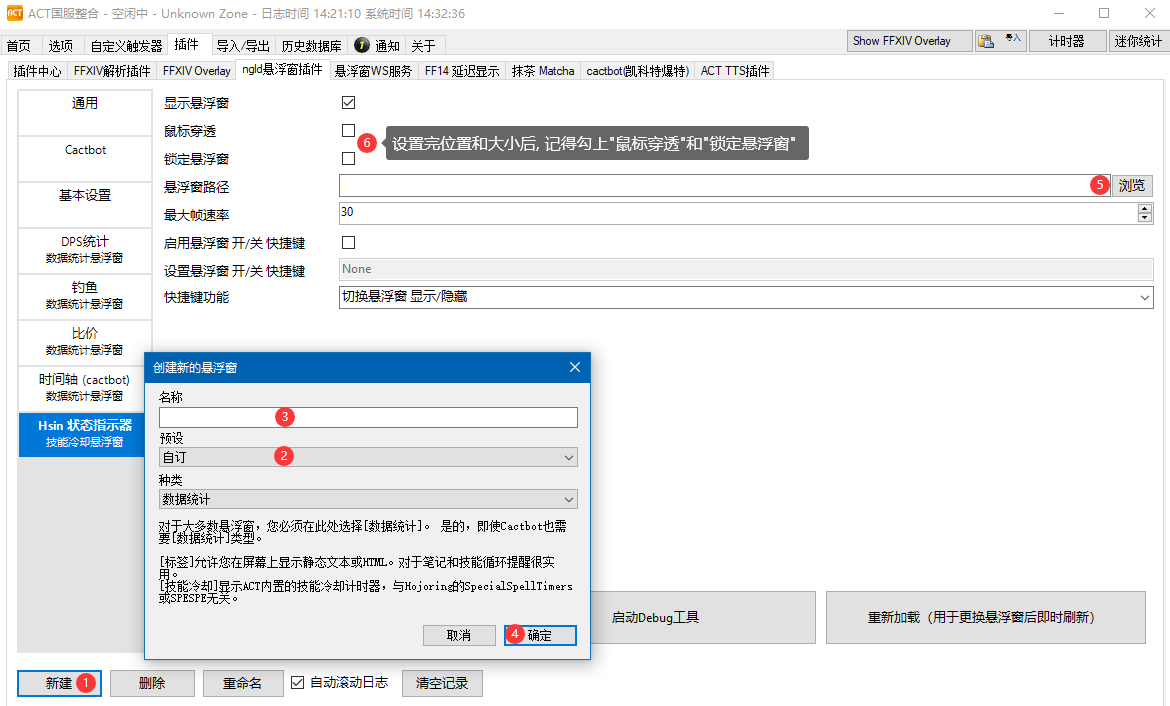 ACT国服整合 - 空闲中 - Unknown Zone - 日志时间 14:21:10 系统时间 14:32:36
首页 选项 自定义触发器 插件 导入/导出 历史数据库 1 通知 关于
Show FFXIV Overlay 导入 计时器 迷你统计
插件中心 FFXIV解析插件 FFXIV Overlay ngld悬浮窗插件 悬浮窗WS服务 FF14 延迟显示 抹茶 Matcha cactbot(凯科特爆特) ACT TTS插件
通用
Cactbot
基本设置
DPS统计
数据统计悬浮窗
钓鱼
数据统计悬浮窗
比价
数据统计悬浮窗
时间轴 (cactbot)
数据统计悬浮窗
Hsin 状态指示器
技能冷却悬浮窗
显示悬浮窗
鼠标穿透
6 设置完位置和大小后, 记得勾上"鼠标穿透"和"锁定悬浮窗"
锁定悬浮窗
悬浮窗路径 5 浏览
最大帧速率 30
启用悬浮窗 开/关 快捷键
设置悬浮窗 开/关 快捷键 None
快捷键功能 切换悬浮窗 显示/隐藏
创建新的悬浮窗
名称
3
预设
自订 2
种类
数据统计
对于大多数悬浮窗，您必须在此处选择[数据统计]。 是的，即使Cactbot也需
要[数据统计]类型。
[标签]允许您在屏幕上显示静态文本或HTML。对于笔记和技能循环提醒很实
用。
[技能冷却]显示ACT内置的技能冷却计时器，与Hojoring的SpecialSpellTimers
或SPESPE无关。
取消 4 确定
启动Debug工具 重新加载（用于更换悬浮窗后即时刷新）
新建 1 删除 重命名 自动滚动日志 清空记录